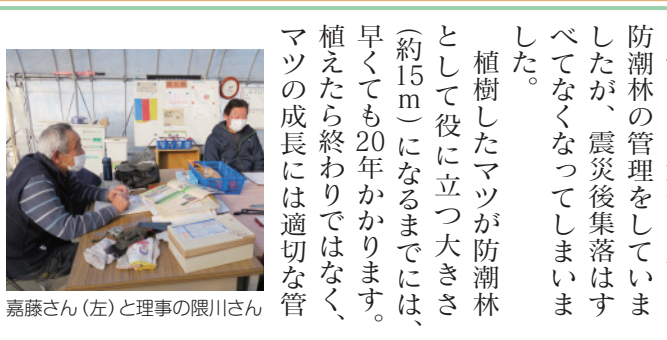 防潮林の管理をしていま
したが、震災後集落はす
べてなくなってしまいま
した。
植樹したマツが防潮林
として役に立つ大きさ
（約15m）になるまでには、
早くても20年かかります。
植えたら終わりではなく、
マツの成長には適切な管
嘉藤さん（左）と理事の隈川さん